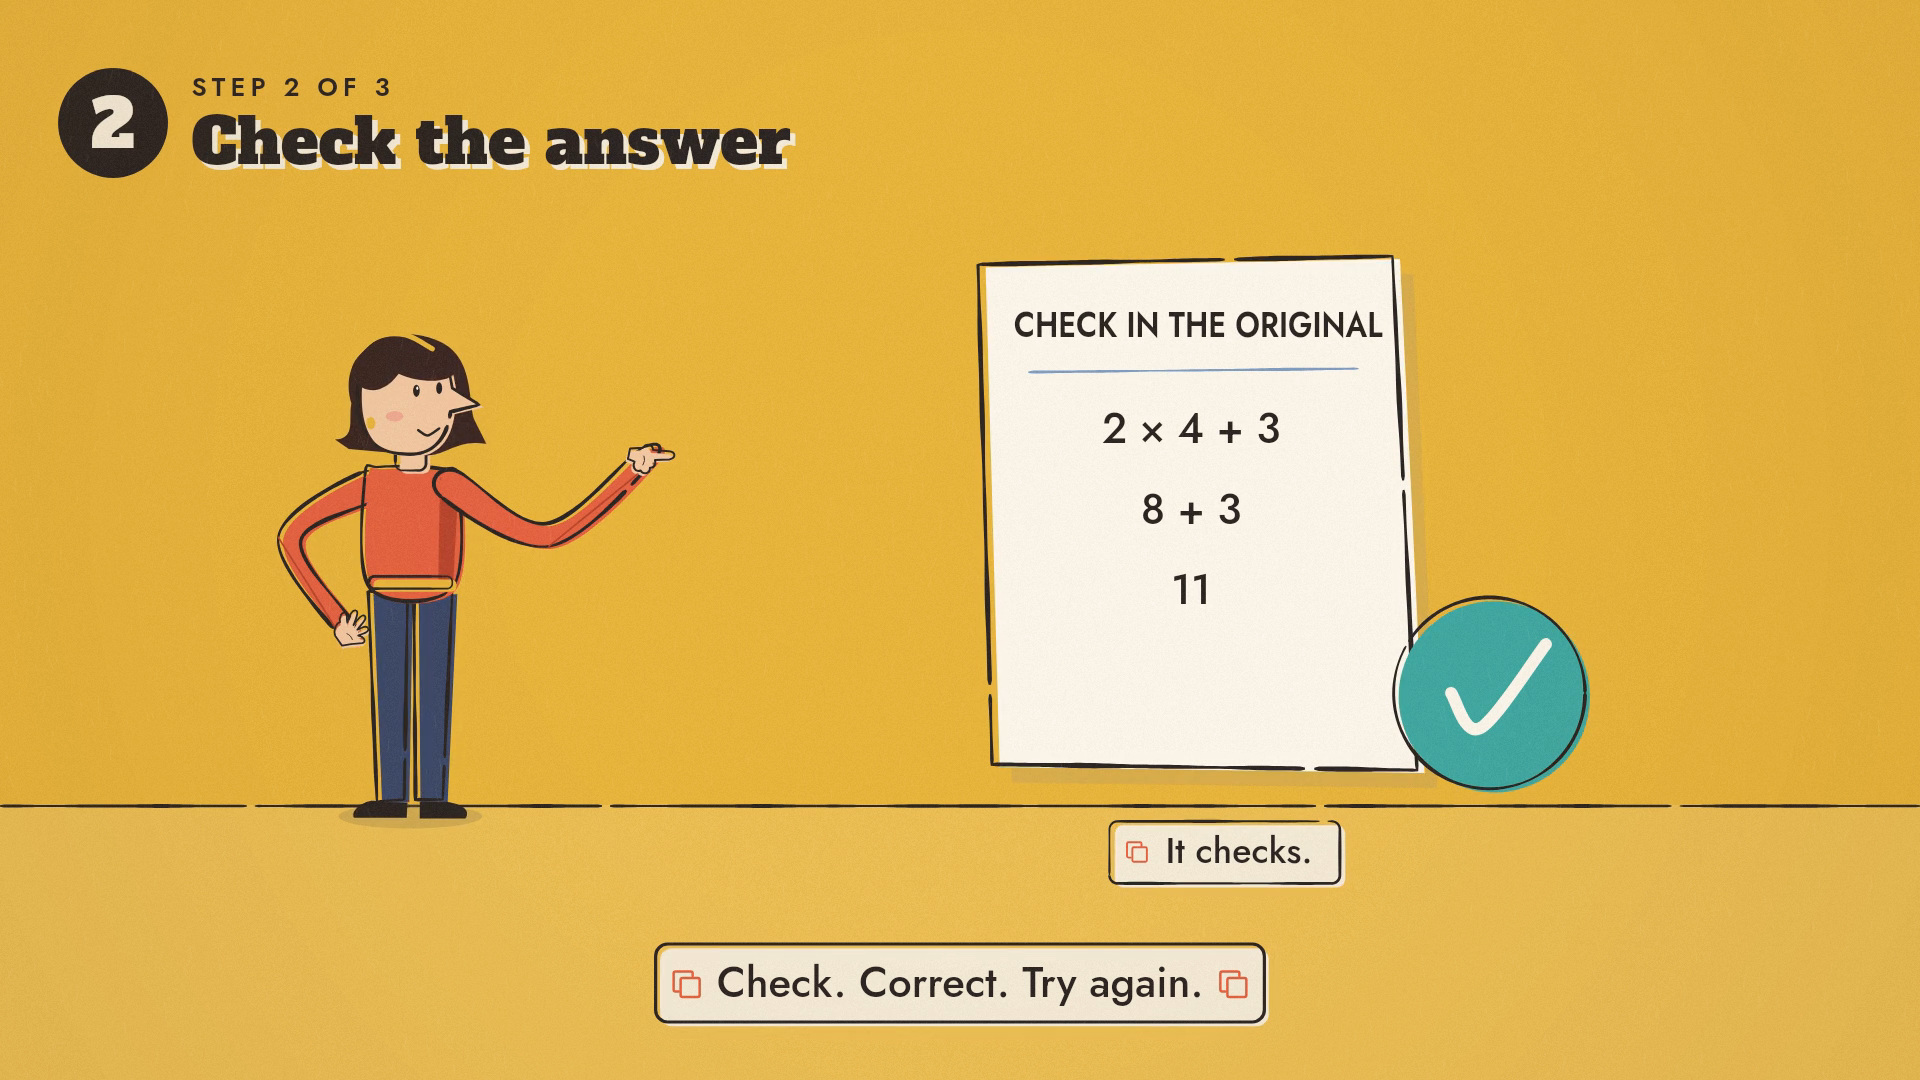 2
STEP 2 OF 3
Check the answer
CHECK IN THE ORIGINAL
2 × 4 + 3
8 + 3
11
It checks.
Check. Correct. Try again.